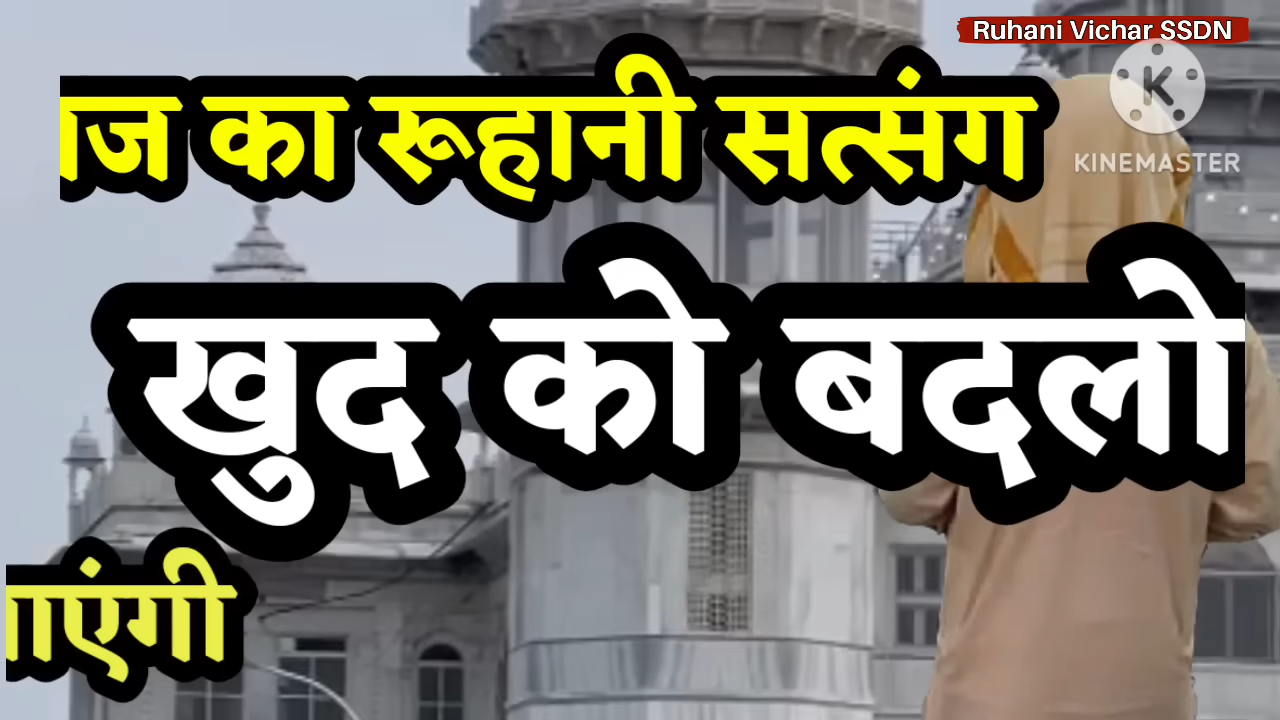 Ruhani Vichar SSDN
KINEMASTER
का रूहानी सत्संग
खुद को बदलो